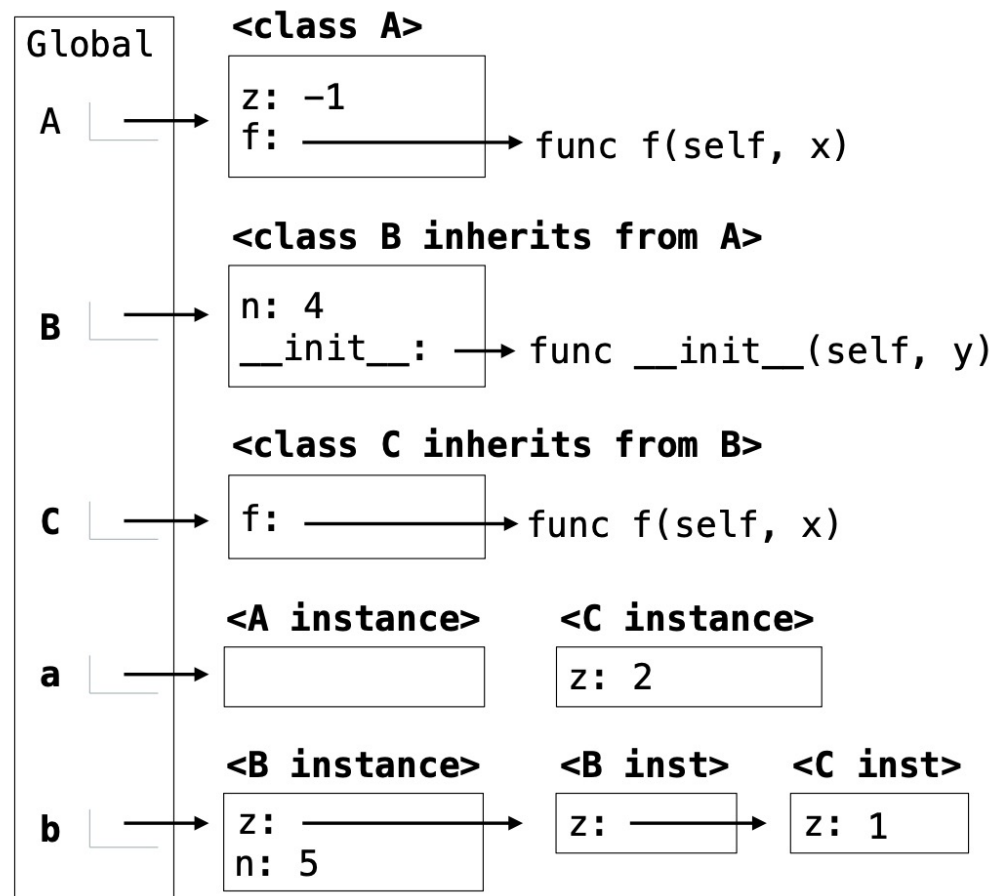 Global
<class A>
A
z: −1
f:
func f(self, x)
<class B inherits from A>
B
n: 4
__init__:
func __init__(self, y)
<class C inherits from B>
C
f:
func f(self, x)
<A instance>
<C instance>
a
z: 2
<B instance>
<B inst>
<C inst>
b
z:
n: 5
z:
z: 1